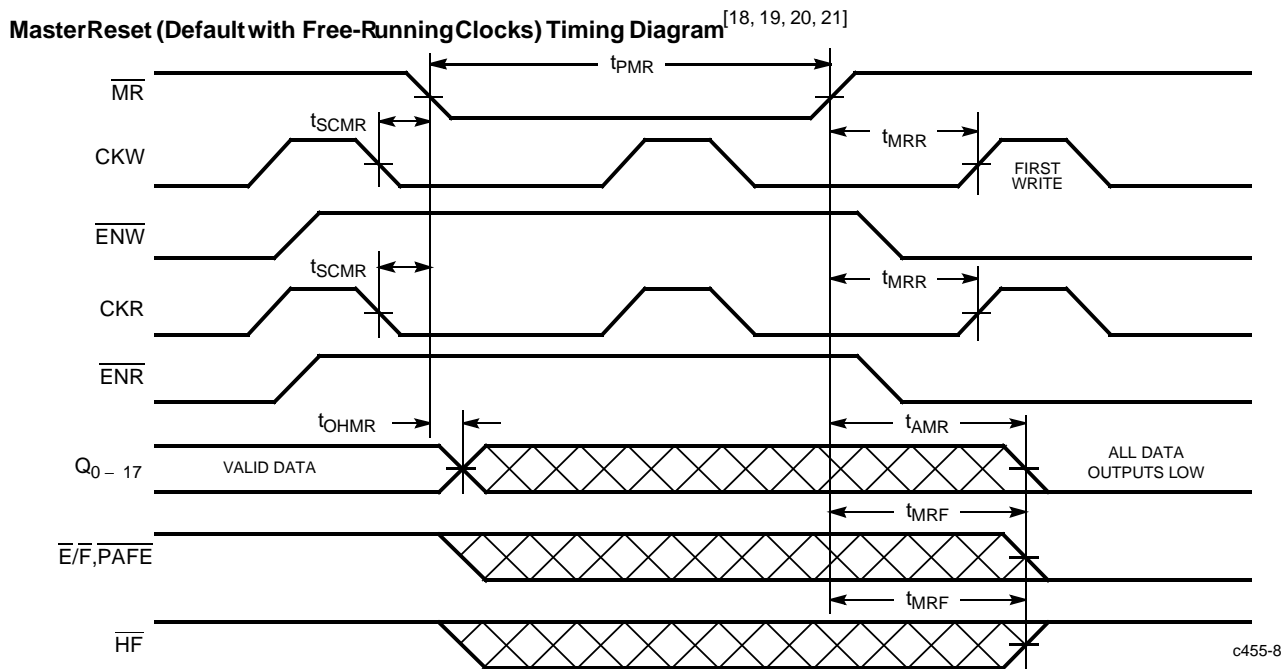 MasterReset (Default with Free-Running Clocks) Timing Diagram[18, 19, 20, 21]
tPMR
MR
tSCMR
tMRR
CKW
FIRST
WRITE
ENW
tSCMR
tMRR
CKR
ENR
tOHMR
tAMR
Q0 – 17
VALID DATA
ALL DATA
OUTPUTS LOW
tMRF
E/F,PAFE
tMRF
HF
c455-8